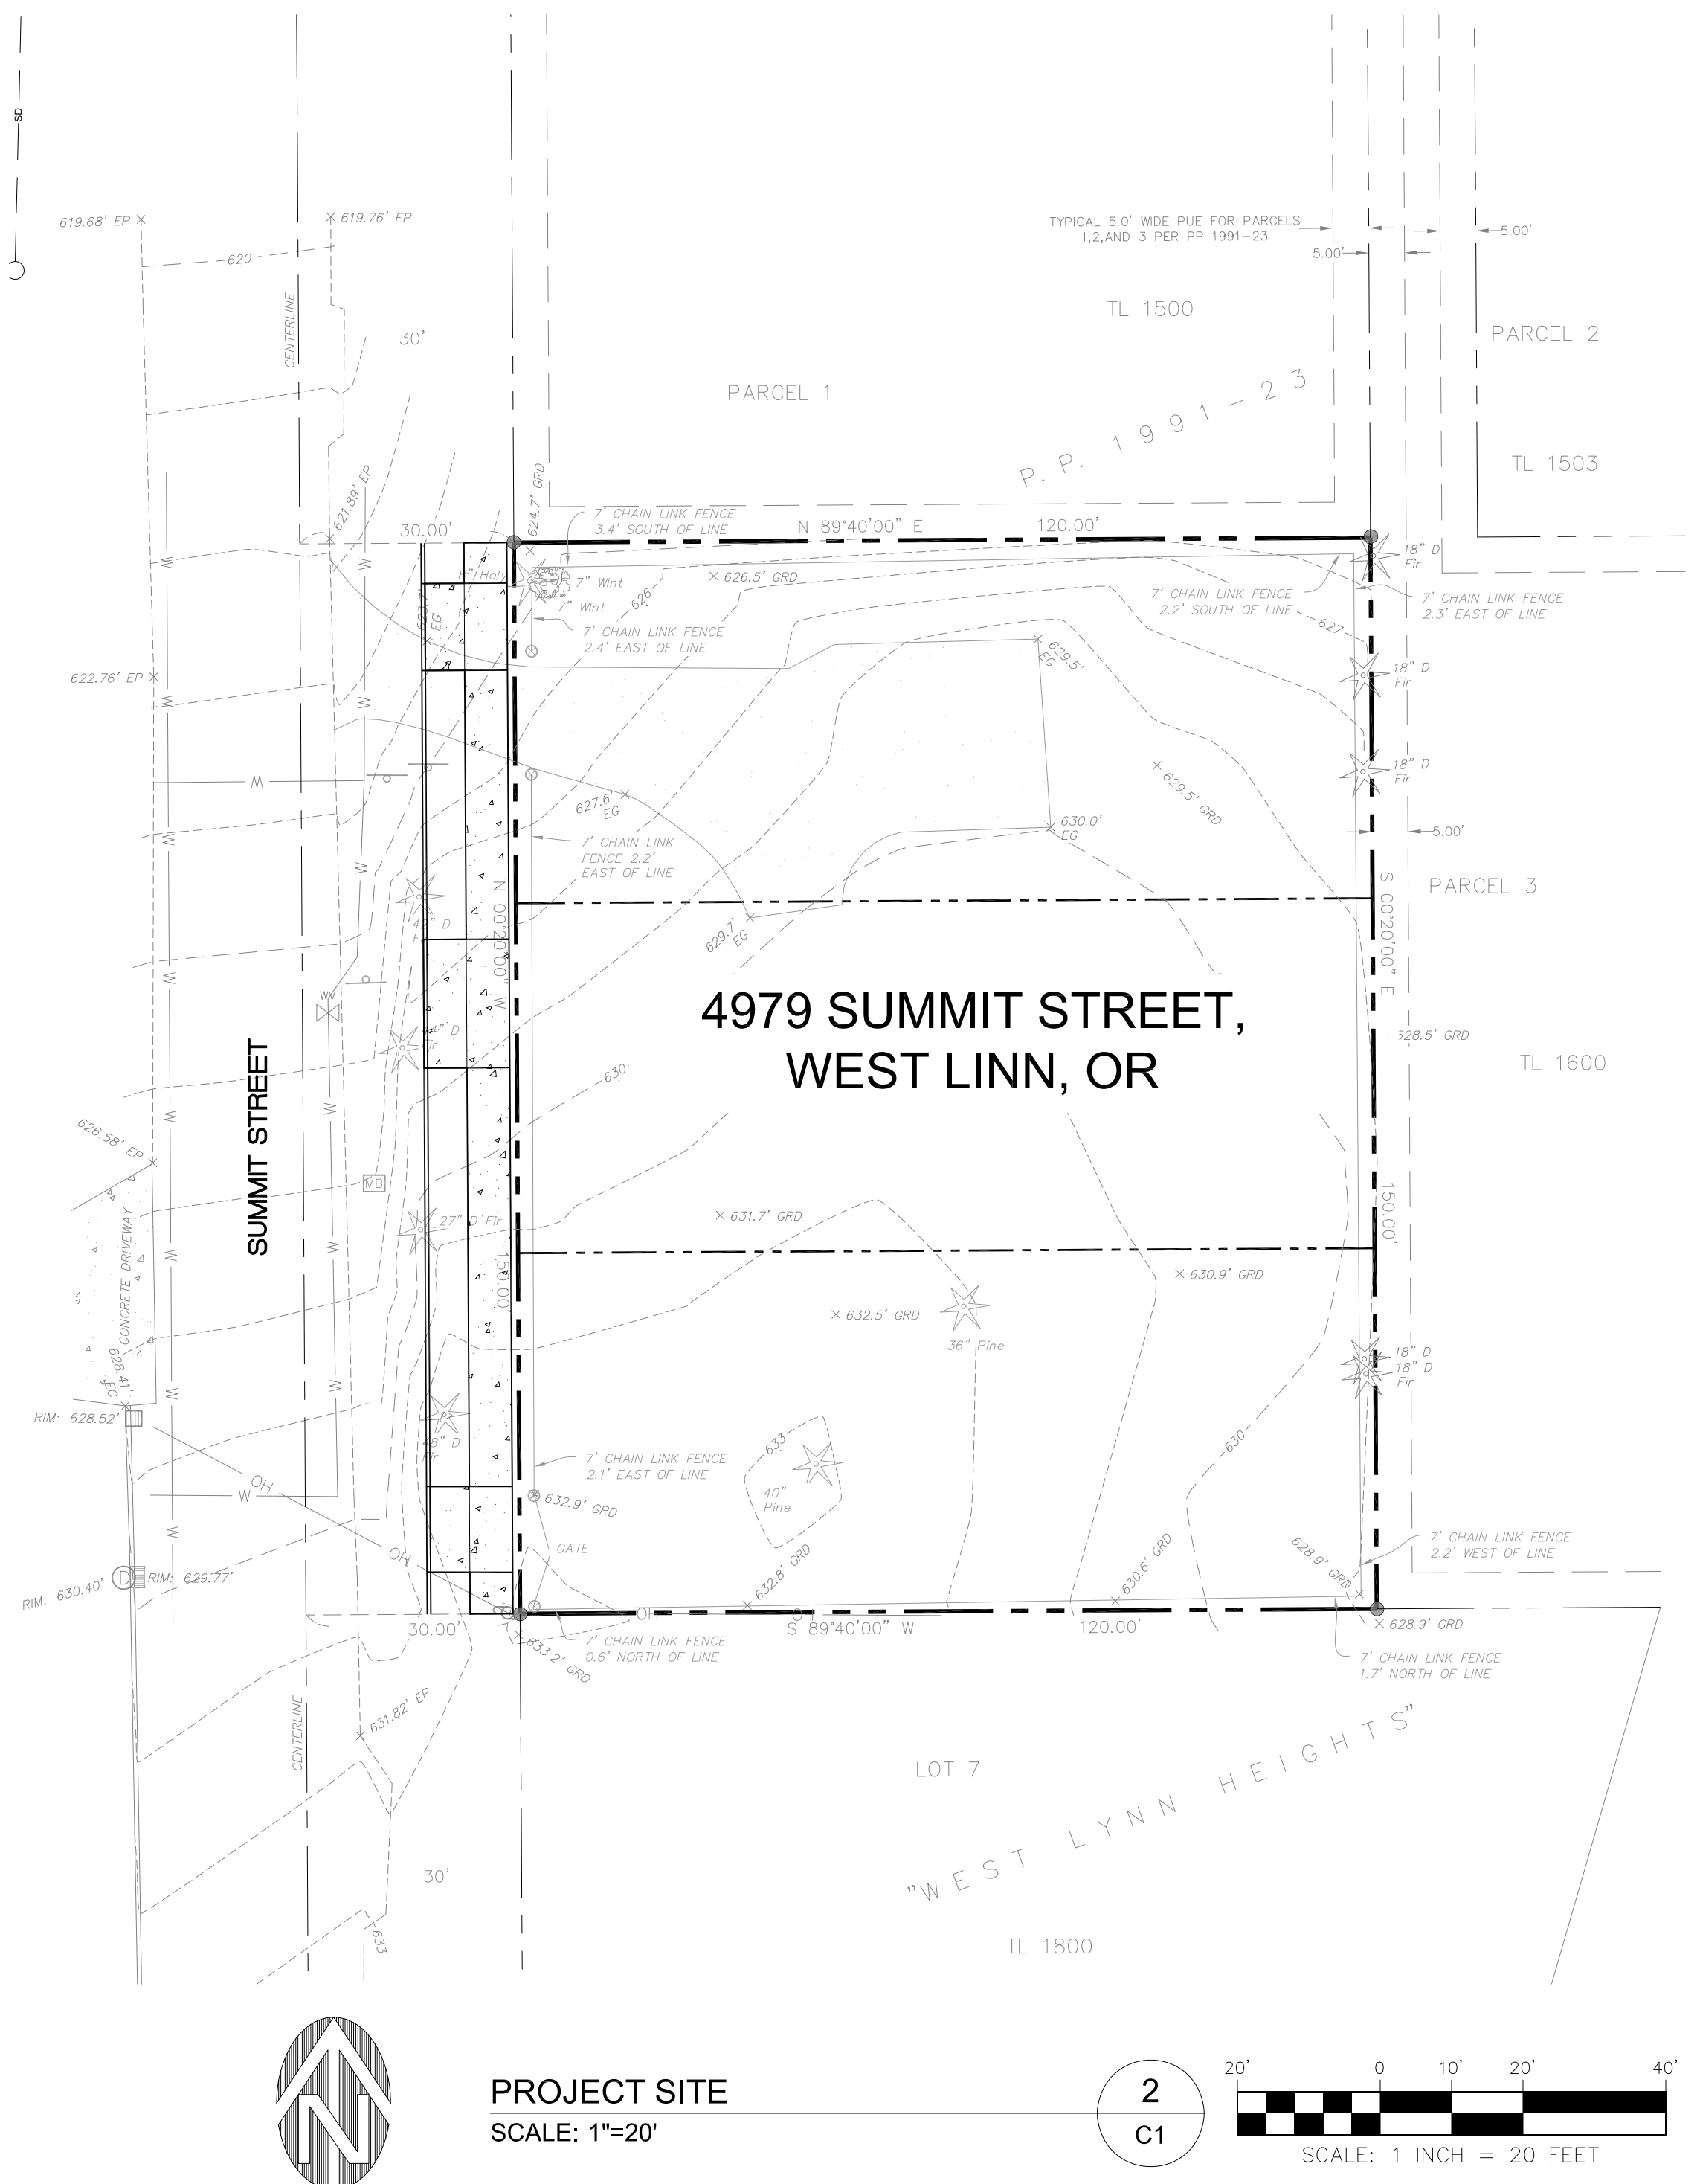 SD
619.68' EP
619.76' EP
620
CENTERLINE
30'
TYPICAL 5.0' WIDE PUE FOR PARCELS
1,2,AND 3 PER PP 1991-23
5.00'
5.00'
TL 1500
PARCEL 2
PARCEL 1
P. P. 1991-23
TL 1503
621.89' EP
624.7' GRD
30.00'
7' CHAIN LINK FENCE
3.4' SOUTH OF LINE
N 89°40'00" E
120.00'
18" D
Fir
8" Holy
7" Wlnt
7" Wlnt
626.5' GRD
626
EG
7' CHAIN LINK FENCE
2.4' EAST OF LINE
7' CHAIN LINK FENCE
2.2' SOUTH OF LINE
7' CHAIN LINK FENCE
2.3' EAST OF LINE
627
629.5'
EG
622.76' EP
18" D
Fir
W
W
W
W
W
18" D
Fir
629.5' GRD
627.6'
EG
630.0'
EG
5.00'
7' CHAIN LINK
FENCE 2.2'
EAST OF LINE
N 00°20'00" W
S 00°20'00" E
PARCEL 3
42" D
Fir
629.7'
EG
W
W
W
WV
4979 SUMMIT STREET,
WEST LINN, OR
628.5' GRD
TL 1600
44" D
Fir
630
SUMMIT STREET
626.58' EP
W
W
MB
CONCRETE DRIVEWAY
27" D Fir
631.7' GRD
150.00'
150.00'
W
W
630.9' GRD
632.5' GRD
36" Pine
18" D
18" D
Fir
628.41'
EC
W
W
RIM: 628.52'
48" D
Fir
633
40"
Pine
630
OH
W
7' CHAIN LINK FENCE
2.1' EAST OF LINE
632.9' GRD
W
GATE
OH
632.8' GRD
630.6' GRD
628.9' GRD
7' CHAIN LINK FENCE
2.2' WEST OF LINE
RIM: 630.40'
D
RIM: 629.77'
30.00'
OH
OH
S 89°40'00" W
120.00'
628.9' GRD
633.2' GRD
7' CHAIN LINK FENCE
0.6' NORTH OF LINE
7' CHAIN LINK FENCE
1.7' NORTH OF LINE
CENTERLINE
631.82' EP
LOT 7
"WEST LYNN HEIGHTS"
30'
633
TL 1800
N
PROJECT SITE
SCALE: 1"=20'
2
C1
20'
0
10'
20'
40'
SCALE: 1 INCH = 20 FEET